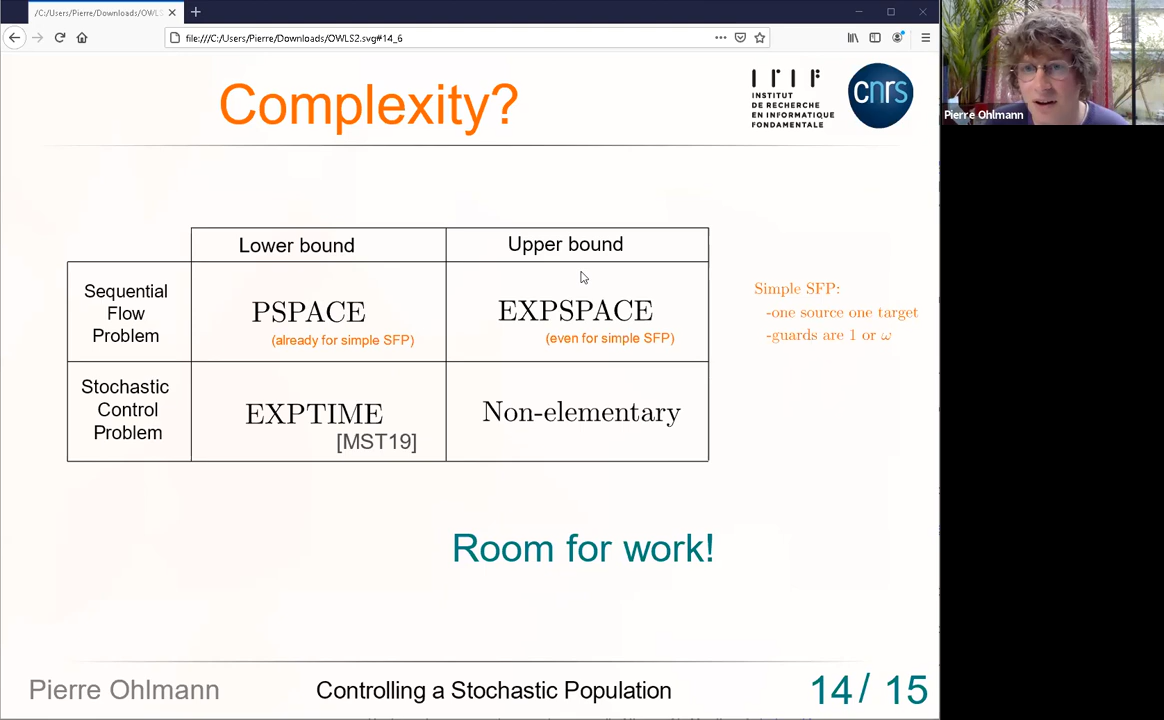 /C:/Users/Pierre/Downloads/OWLS
file:///C:/Users/Pierre/Downloads/OWLS2.svg#14_6
Complexity?
INSTITUT
DE RECHERCHE
EN INFORMATIQUE
FONDAMENTALE
cnrs
Pierre Ohlmann
Lower bound
Upper bound
Sequential
Flow
Problem
PSPACE
(already for simple SFP)
EXPSPACE
(even for simple SFP)
Simple SFP:
-one source one target
-guards are 1 or ω
Stochastic
Control
Problem
EXPTIME
[MST19]
Non-elementary
Room for work!
Pierre Ohlmann
Controlling a Stochastic Population
14/ 15